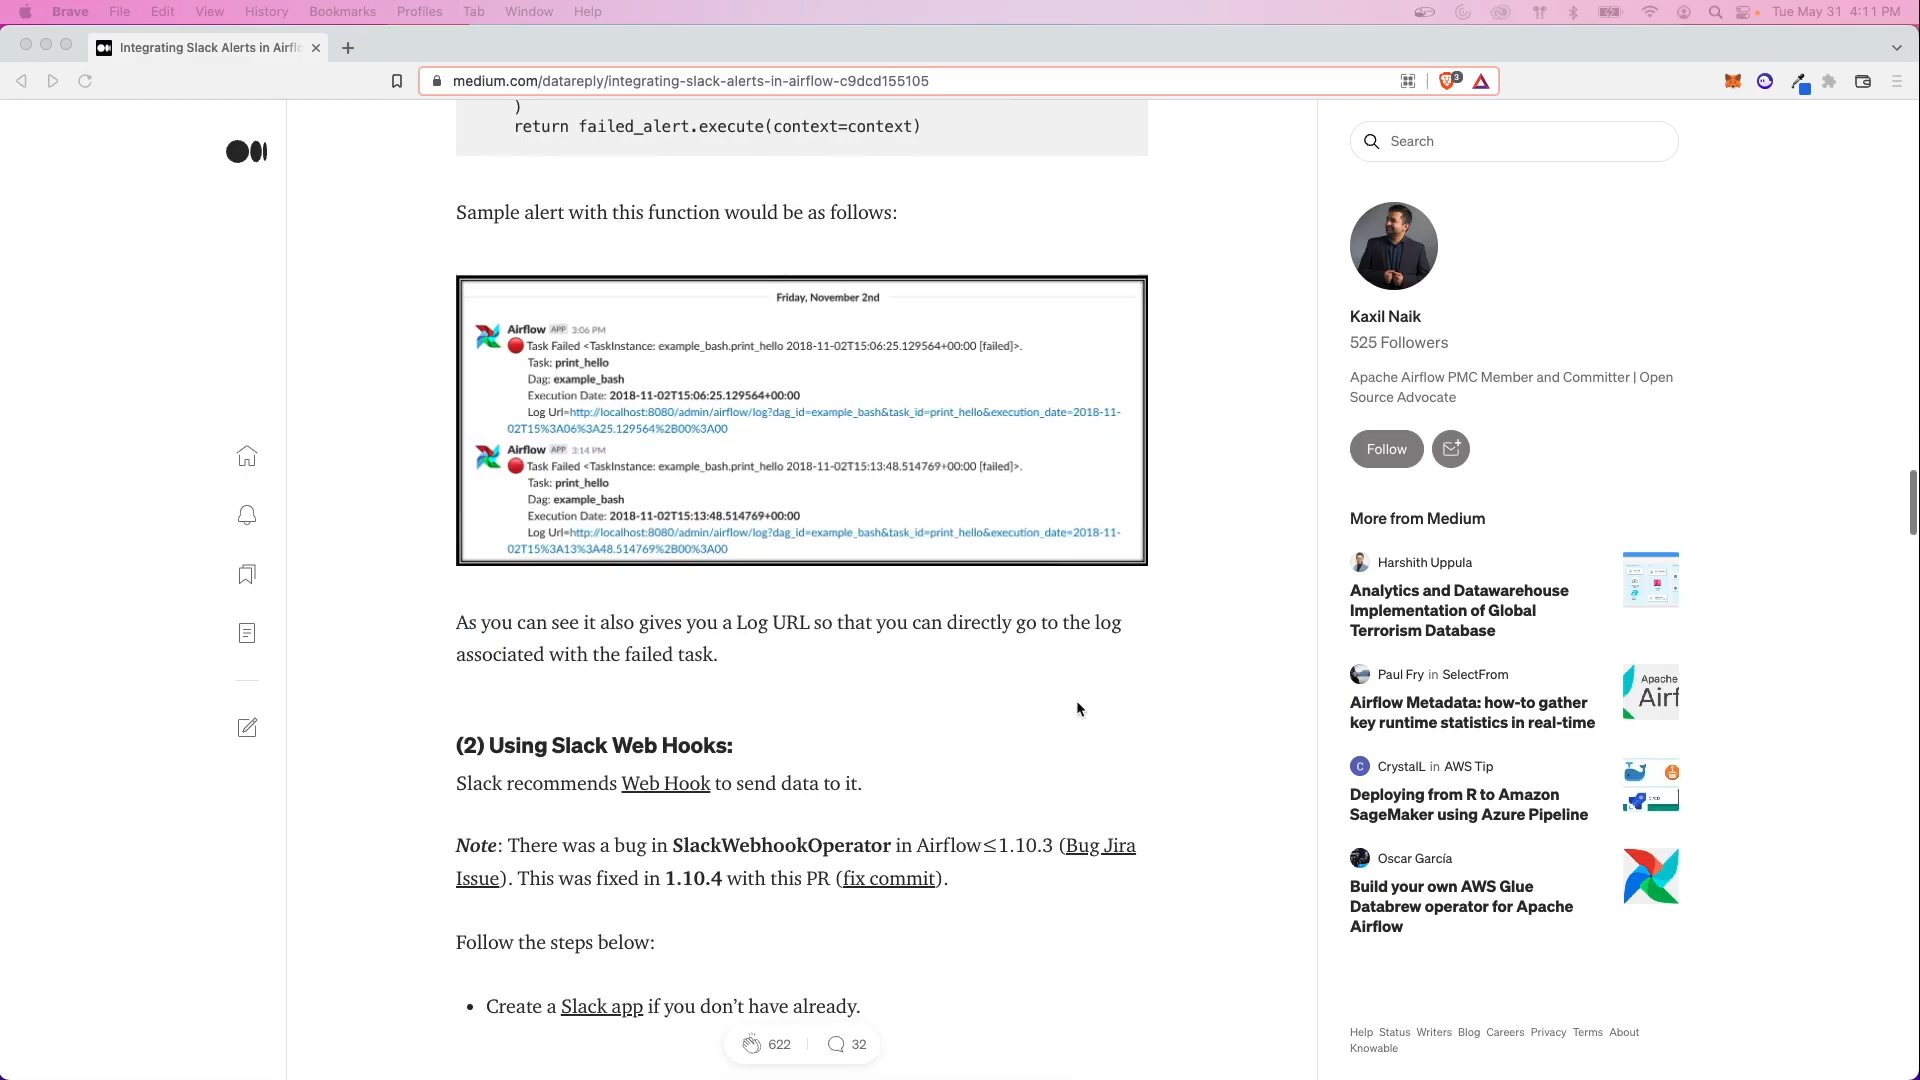 Brave File Edit View History Bookmarks Profiles Tab Window Help Tue May 31 4:11 PM
Integrating Slack Alerts in Airflo
medium.com/datareply/integrating-slack-alerts-in-airflow-c9dcd155105 3
)
return failed_alert.execute(context=context)
Sample alert with this function would be as follows:
Friday, November 2nd
Airflow APP 3:06 PM
Task Failed <TaskInstance: example_bash.print_hello 2018-11-02T15:06:25.129564+00:00 [failed]>.
Task: print_hello
Dag: example_bash
Execution Date: 2018-11-02T15:06:25.129564+00:00
Log Url=http://localhost:8080/admin/airflow/log?dag_id=example_bash&task_id=print_hello&execution_date=2018-11-
02T15%3A06%3A25.129564%2B00%3A00
Airflow APP 3:14 PM
Task Failed <TaskInstance: example_bash.print_hello 2018-11-02T15:13:48.514769+00:00 [failed]>.
Task: print_hello
Dag: example_bash
Execution Date: 2018-11-02T15:13:48.514769+00:00
Log Url=http://localhost:8080/admin/airflow/log?dag_id=example_bash&task_id=print_hello&execution_date=2018-11-
02T15%3A13%3A48.514769%2B00%3A00
As you can see it also gives you a Log URL so that you can directly go to the log
associated with the failed task.
(2) Using Slack Web Hooks:
Slack recommends Web Hook to send data to it.
Note: There was a bug in SlackWebhookOperator in Airflow≤1.10.3 (Bug Jira
Issue). This was fixed in 1.10.4 with this PR (fix commit).
Follow the steps below:
• Create a Slack app if you don’t have already.
622 32
Search
Kaxil Naik
525 Followers
Apache Airflow PMC Member and Committer | Open
Source Advocate
Follow
More from Medium
Harshith Uppula
Analytics and Datawarehouse
Implementation of Global
Terrorism Database
Paul Fry in SelectFrom
Airflow Metadata: how-to gather
key runtime statistics in real-time
Apache
Airf
C CrystalL in AWS Tip
Deploying from R to Amazon
SageMaker using Azure Pipeline
Oscar García
Build your own AWS Glue
Databrew operator for Apache
Airflow
Help Status Writers Blog Careers Privacy Terms About
Knowable